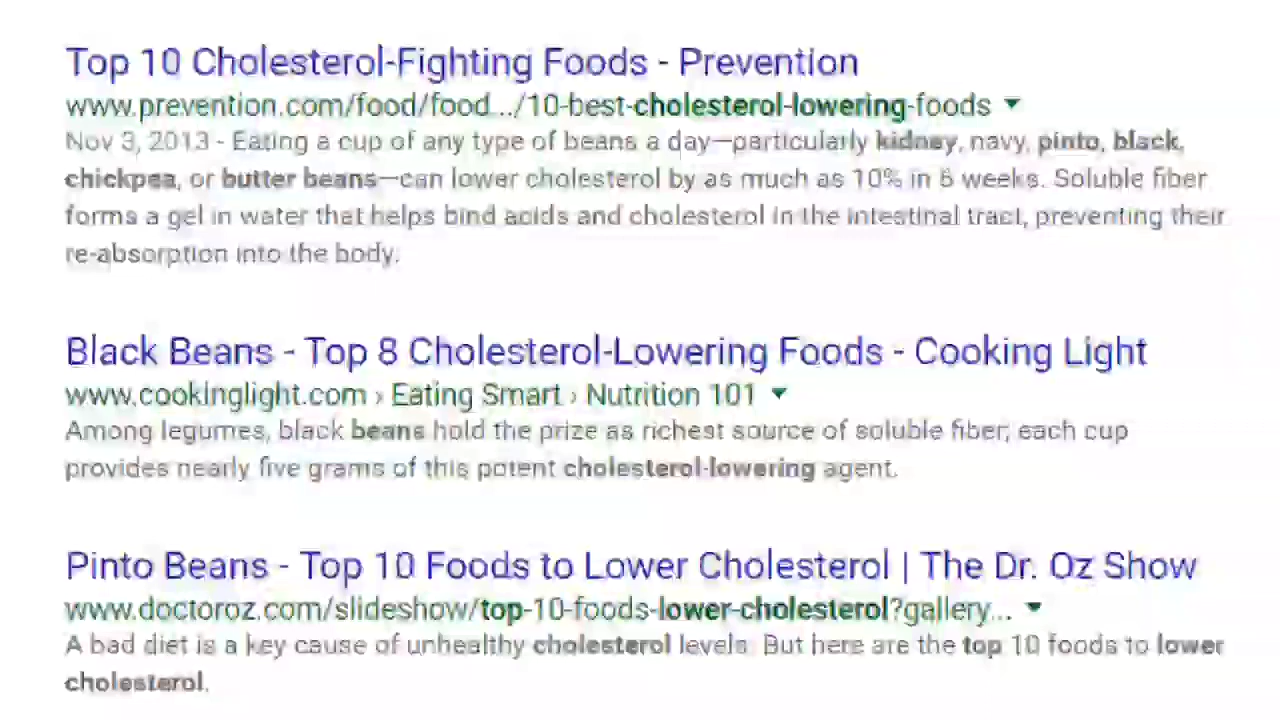 Top 10 Cholesterol-Fighting Foods - Prevention
www.prevention.com/food/food.../10-best-cholesterol-lowering-foods
Nov 3, 2013 - Eating a cup of any type of beans a day—particularly kidney, navy, pinto, black,
chickpea, or butter beans—can lower cholesterol by as much as 10% in 6 weeks. Soluble fiber
forms a gel in water that helps bind acids and cholesterol in the intestinal tract, preventing their
re-absorption into the body.
Black Beans - Top 8 Cholesterol-Lowering Foods - Cooking Light
www.cookinglight.com › Eating Smart › Nutrition 101
Among legumes, black beans hold the prize as richest source of soluble fiber; each cup
provides nearly five grams of this potent cholesterol-lowering agent.
Pinto Beans - Top 10 Foods to Lower Cholesterol | The Dr. Oz Show
www.doctoroz.com/slideshow/top-10-foods-lower-cholesterol?gallery...
A bad diet is a key cause of unhealthy cholesterol levels. But here are the top 10 foods to lower
cholesterol.